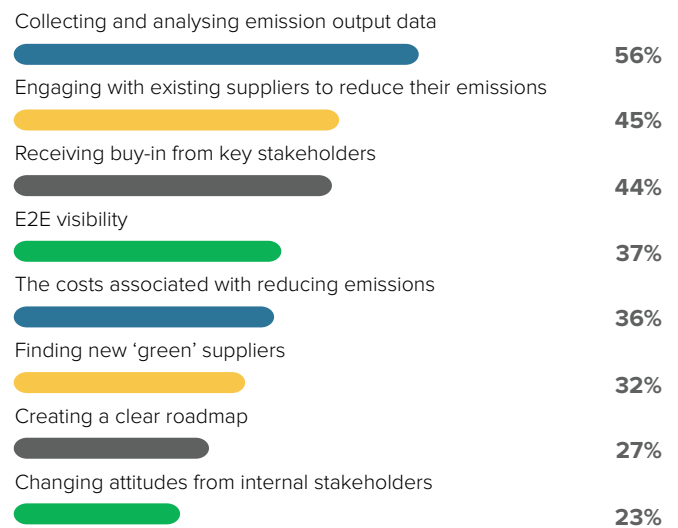 Collecting and analysing emission output data
56%
Engaging with existing suppliers to reduce their emissions
45%
Receiving buy-in from key stakeholders
44%
E2E visibility
37%
The costs associated with reducing emissions
36%
Finding new ‘green’ suppliers
32%
Creating a clear roadmap
27%
Changing attitudes from internal stakeholders
23%